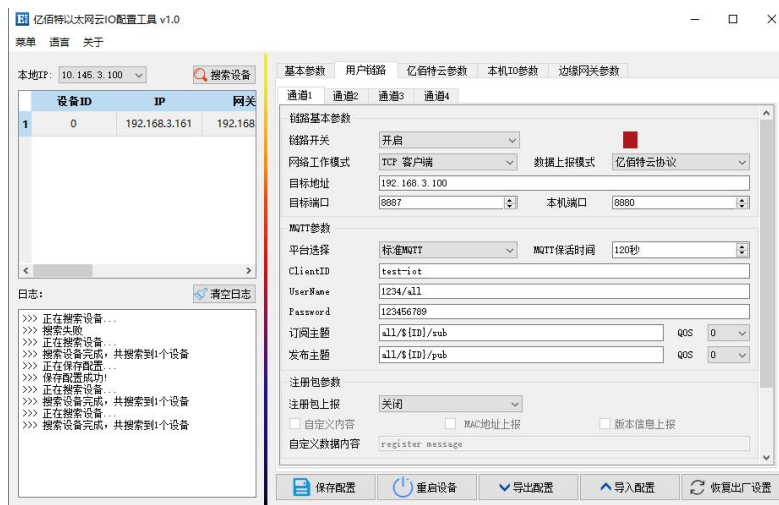 亿佰特以太网云IO配置工具 v1.0
菜单 语言 关于
本地IP: 10.145.3.100 搜索设备
设备ID IP 网关
1 0 192.168.3.161 192.168
日志: 清空日志
>>> 正在搜索设备...
>>> 搜索失败
>>> 正在搜索设备...
>>> 搜索设备完成，共搜索到1个设备
>>> 正在保存配置...
>>> 保存配置成功!
>>> 正在搜索设备...
>>> 搜索设备完成，共搜索到1个设备
>>> 正在搜索设备...
>>> 搜索设备完成，共搜索到1个设备
基本参数 用户链路 亿佰特云参数 本机IO参数 边缘网关参数
通道1 通道2 通道3 通道4
链路基本参数
链路开关 开启
网络工作模式 TCP 客户端 数据上报模式 亿佰特云协议
目标地址 192.168.3.100
目标端口 8887 本机端口 8880
MQTT参数
平台选择 标准MQTT MQTT保活时间 120秒
ClientID test-iot
UserName 1234/all
Password 123456789
订阅主题 all/${ID}/sub QOS 0
发布主题 all/${ID}/pub QOS 0
注册包参数
注册包上报 关闭
自定义内容 MAC地址上报 版本信息上报
自定义数据内容 register message
保存配置 重启设备 导出配置 导入配置 恢复出厂设置